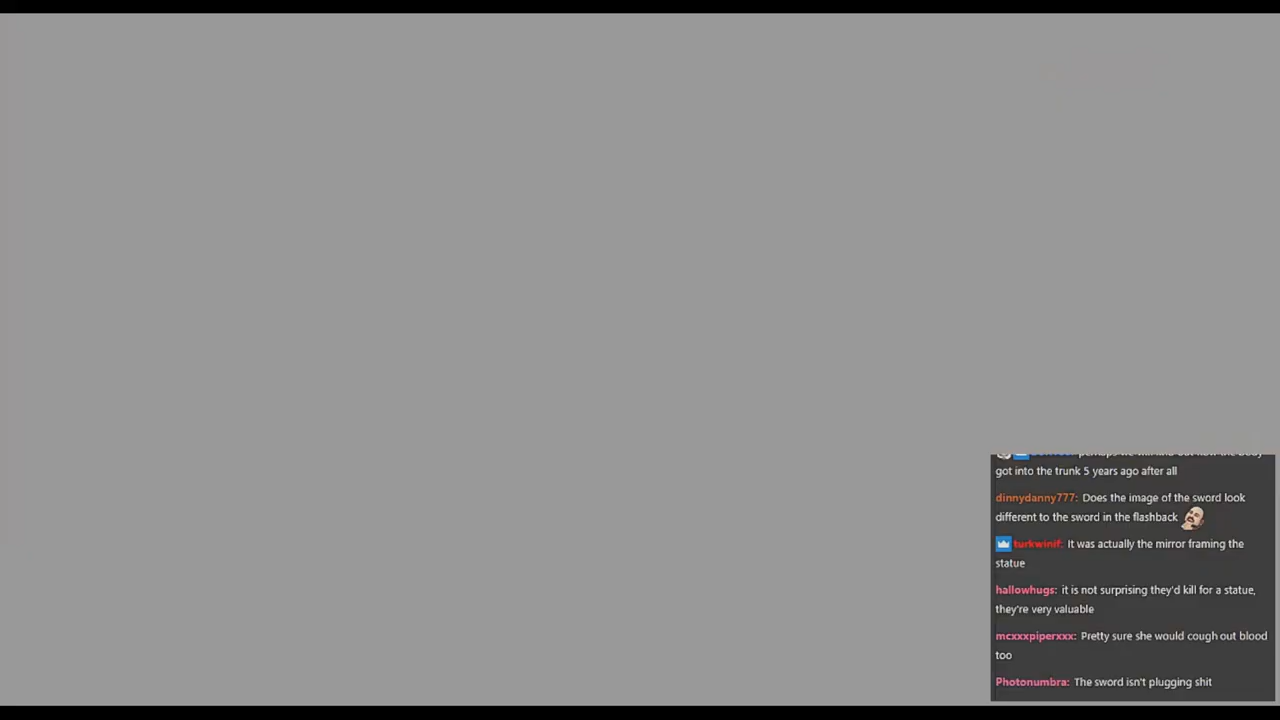 got into the trunk 5 years ago after all
dinnydanny777: Does the image of the sword look
different to the sword in the flashback
turkwinif: It was actually the mirror framing the
statue
hallowhugs: it is not surprising they'd kill for a statue,
they're very valuable
mcxxxpiperxxx: Pretty sure she would cough out blood
too
Photonumbra: The sword isn't plugging shit